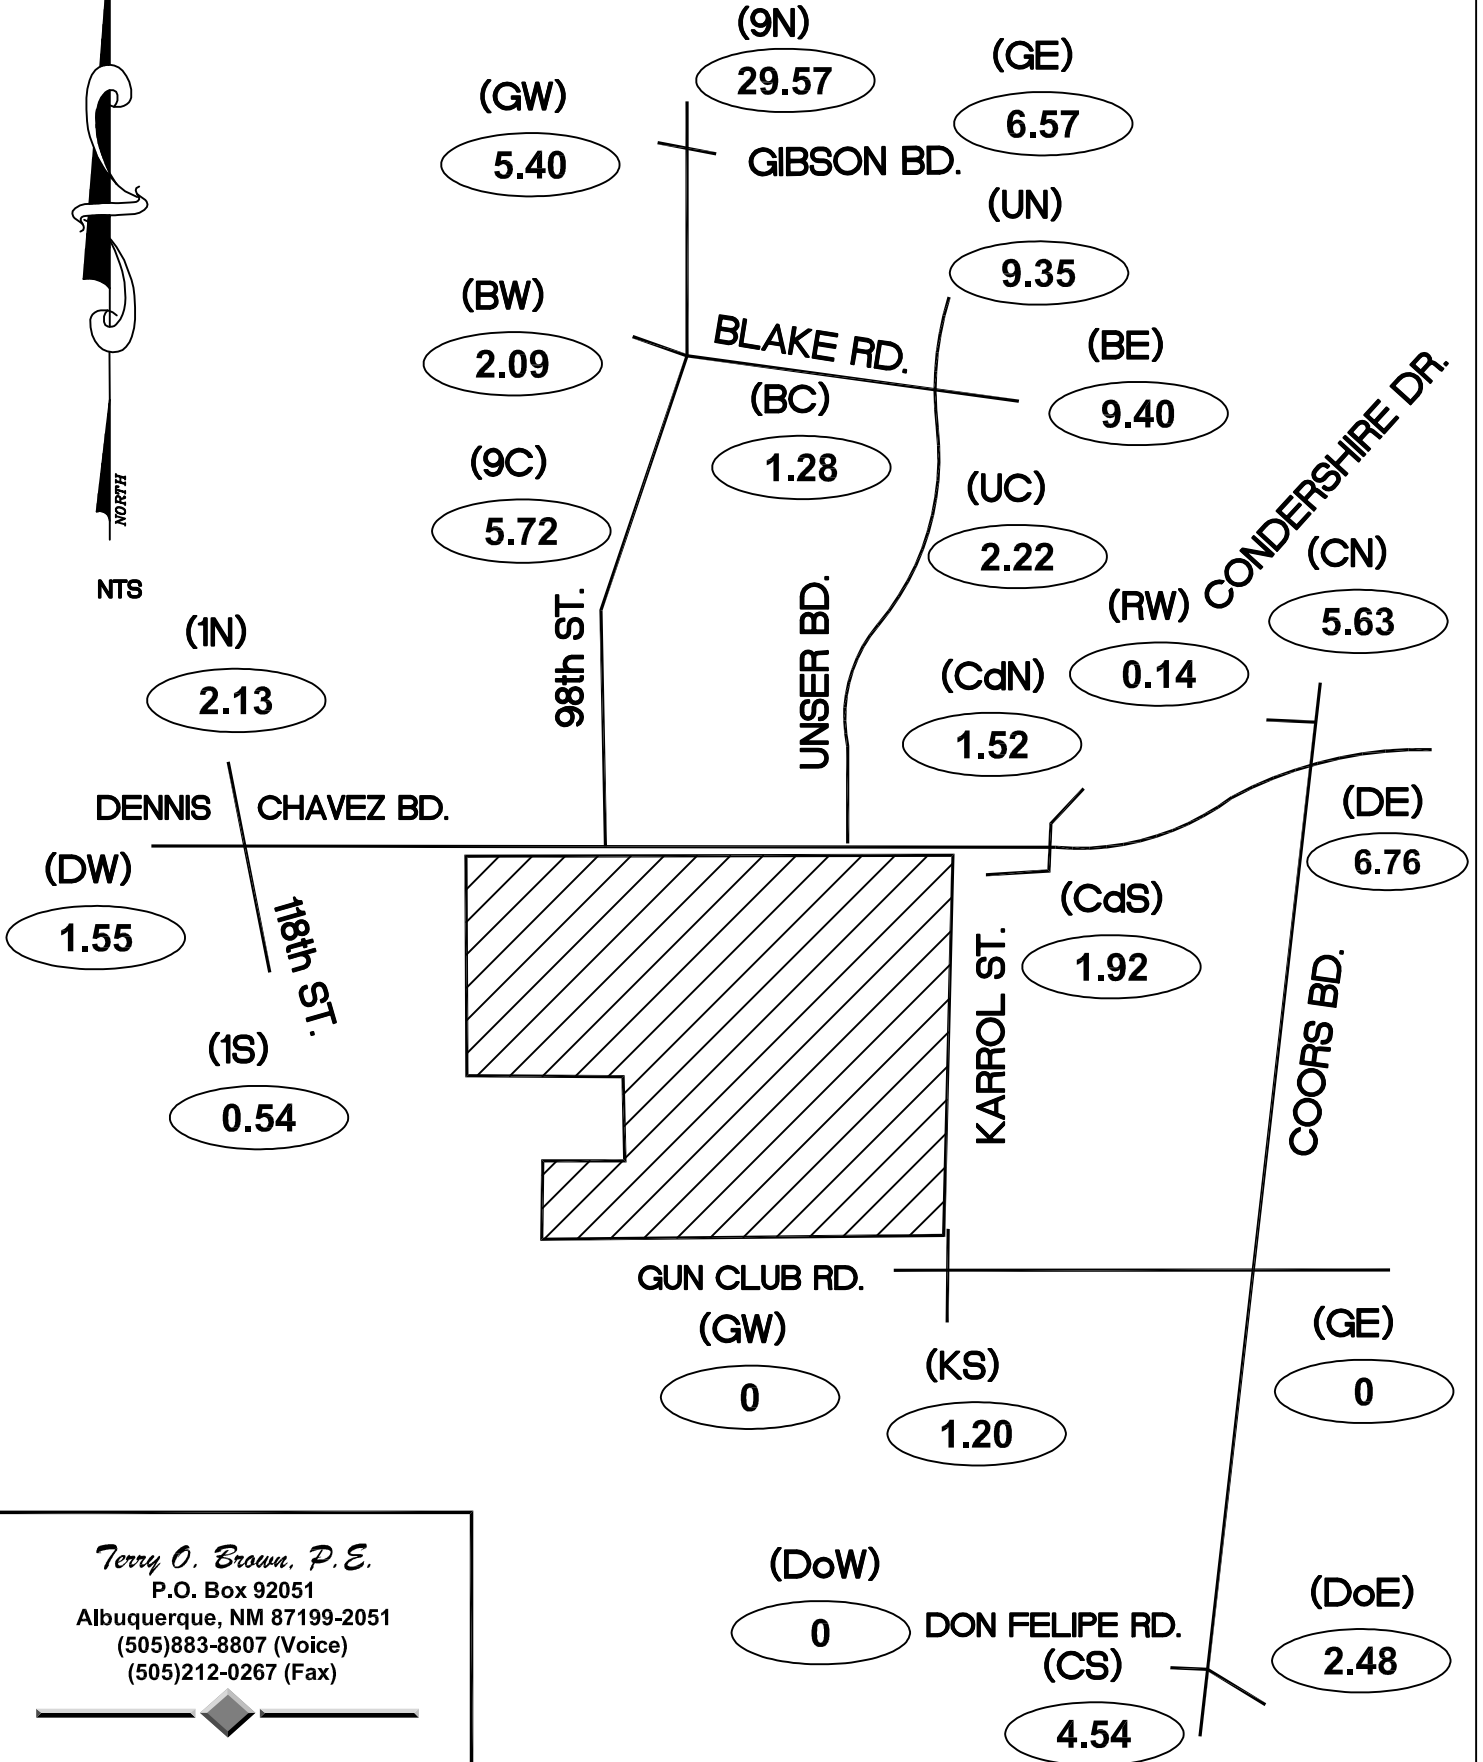 (9N)
29.57
(GE)
6.57
(GW)
5.40
GIBSON BD.
(UN)
9.35
(BW)
2.09
BLAKE RD.
(BE)
9.40
(BC)
1.28
(9C)
5.72
(UC)
2.22
CONDERSHIRE DR.
(CN)
5.63
NORTH
NTS
(RW)
0.14
(1N)
2.13
98th ST.
UNSER BD.
(CdN)
1.52
DENNIS CHAVEZ BD.
(DE)
6.76
(DW)
1.55
118th ST.
(CdS)
1.92
KARROL ST.
COORS BD.
(1S)
0.54
GUN CLUB RD.
(GW)
0
(KS)
1.20
(GE)
0
(DoW)
0
DON FELIPE RD.
(DoE)
2.48
(CS)
4.54
Terry O. Brown, P.E.
P.O. Box 92051
Albuquerque, NM 87199-2051
(505)883-8807 (Voice)
(505)212-0267 (Fax)